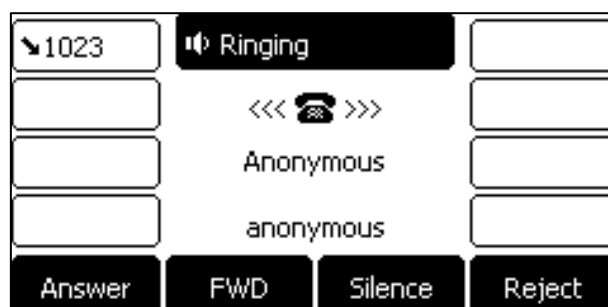 1023
Ringing
<<< >>>
Anonymous
anonymous
Answer FWD Silence Reject